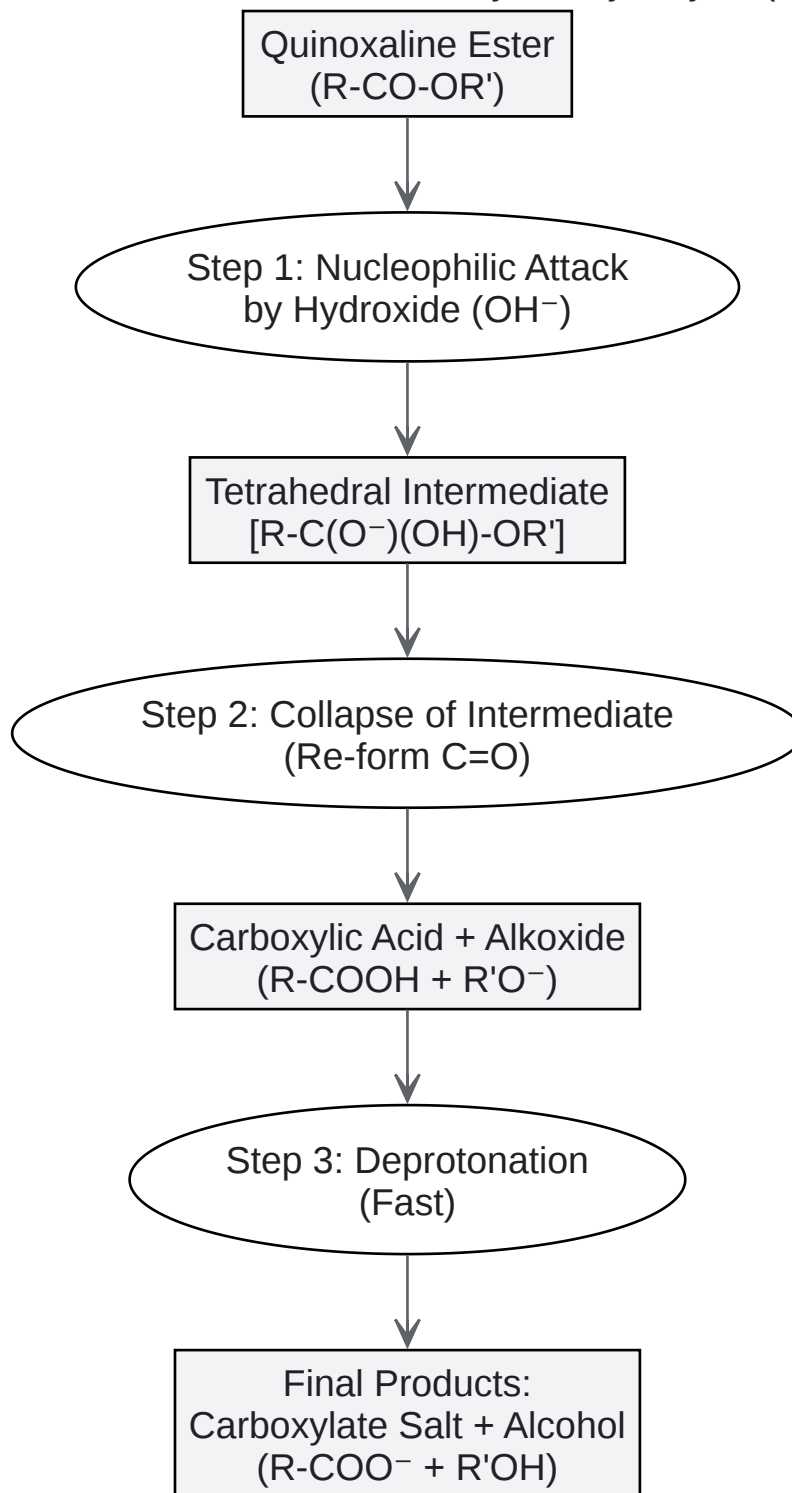 Quinoxaline Ester
(R-CO-OR')
Step 1: Nucleophilic Attack
by Hydroxide (OH⁻)
Tetrahedral Intermediate
[R-C(O⁻)(OH)-OR']
Step 2: Collapse of Intermediate
(Re-form C=O)
Carboxylic Acid + Alkoxide
(R-COOH + R'O⁻)
Step 3: Deprotonation
(Fast)
Final Products:
Carboxylate Salt + Alcohol
(R-COO⁻ + R'OH)